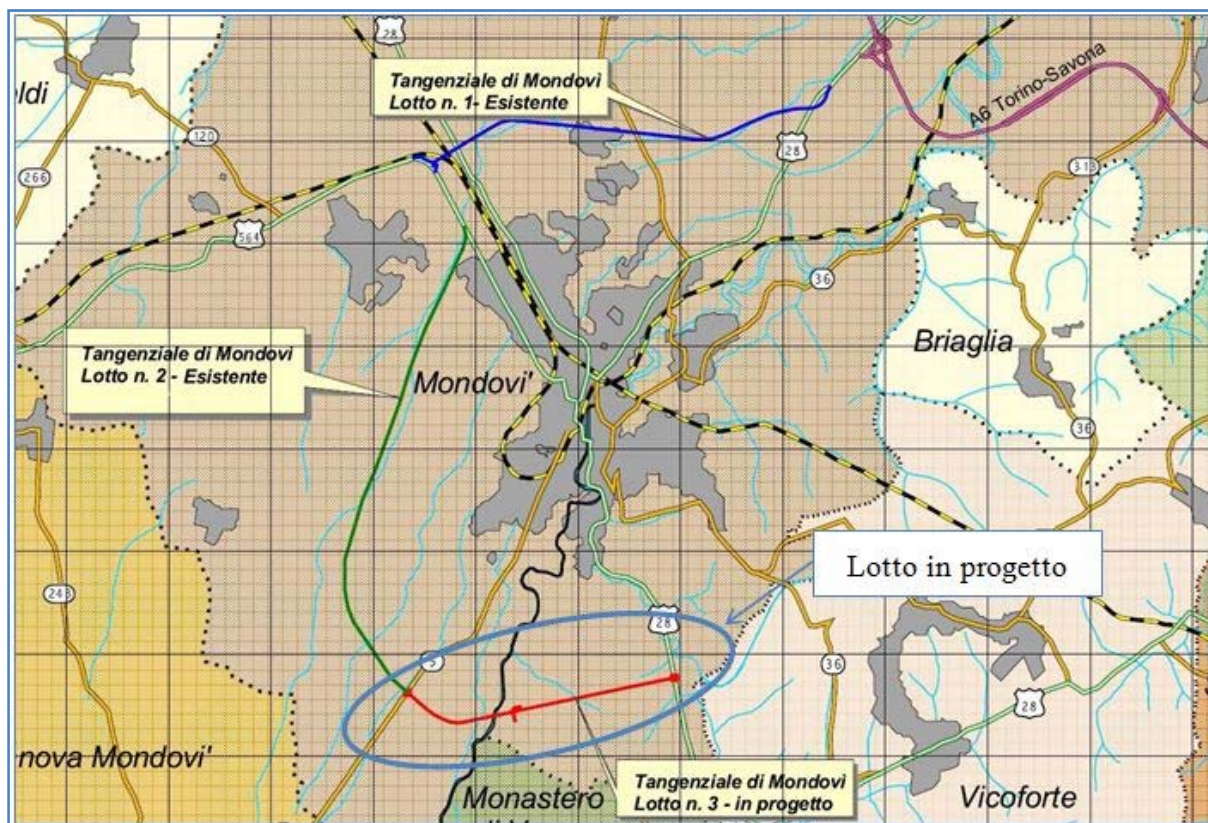 28
Tangenziale di Mondovì
Lotto n. 1- Esistente
A6 Torino-Savona
ldi
120
28
266
313
564
36
Briaglia
Tangenziale di Mondovì
Lotto n. 2 - Esistente
Mondovi'
36
Lotto in progetto
243
28
5
36
28
nova Mondovi'
Tangenziale di Mondovì
Lotto n. 3 - in progetto
Monastero
Vicoforte